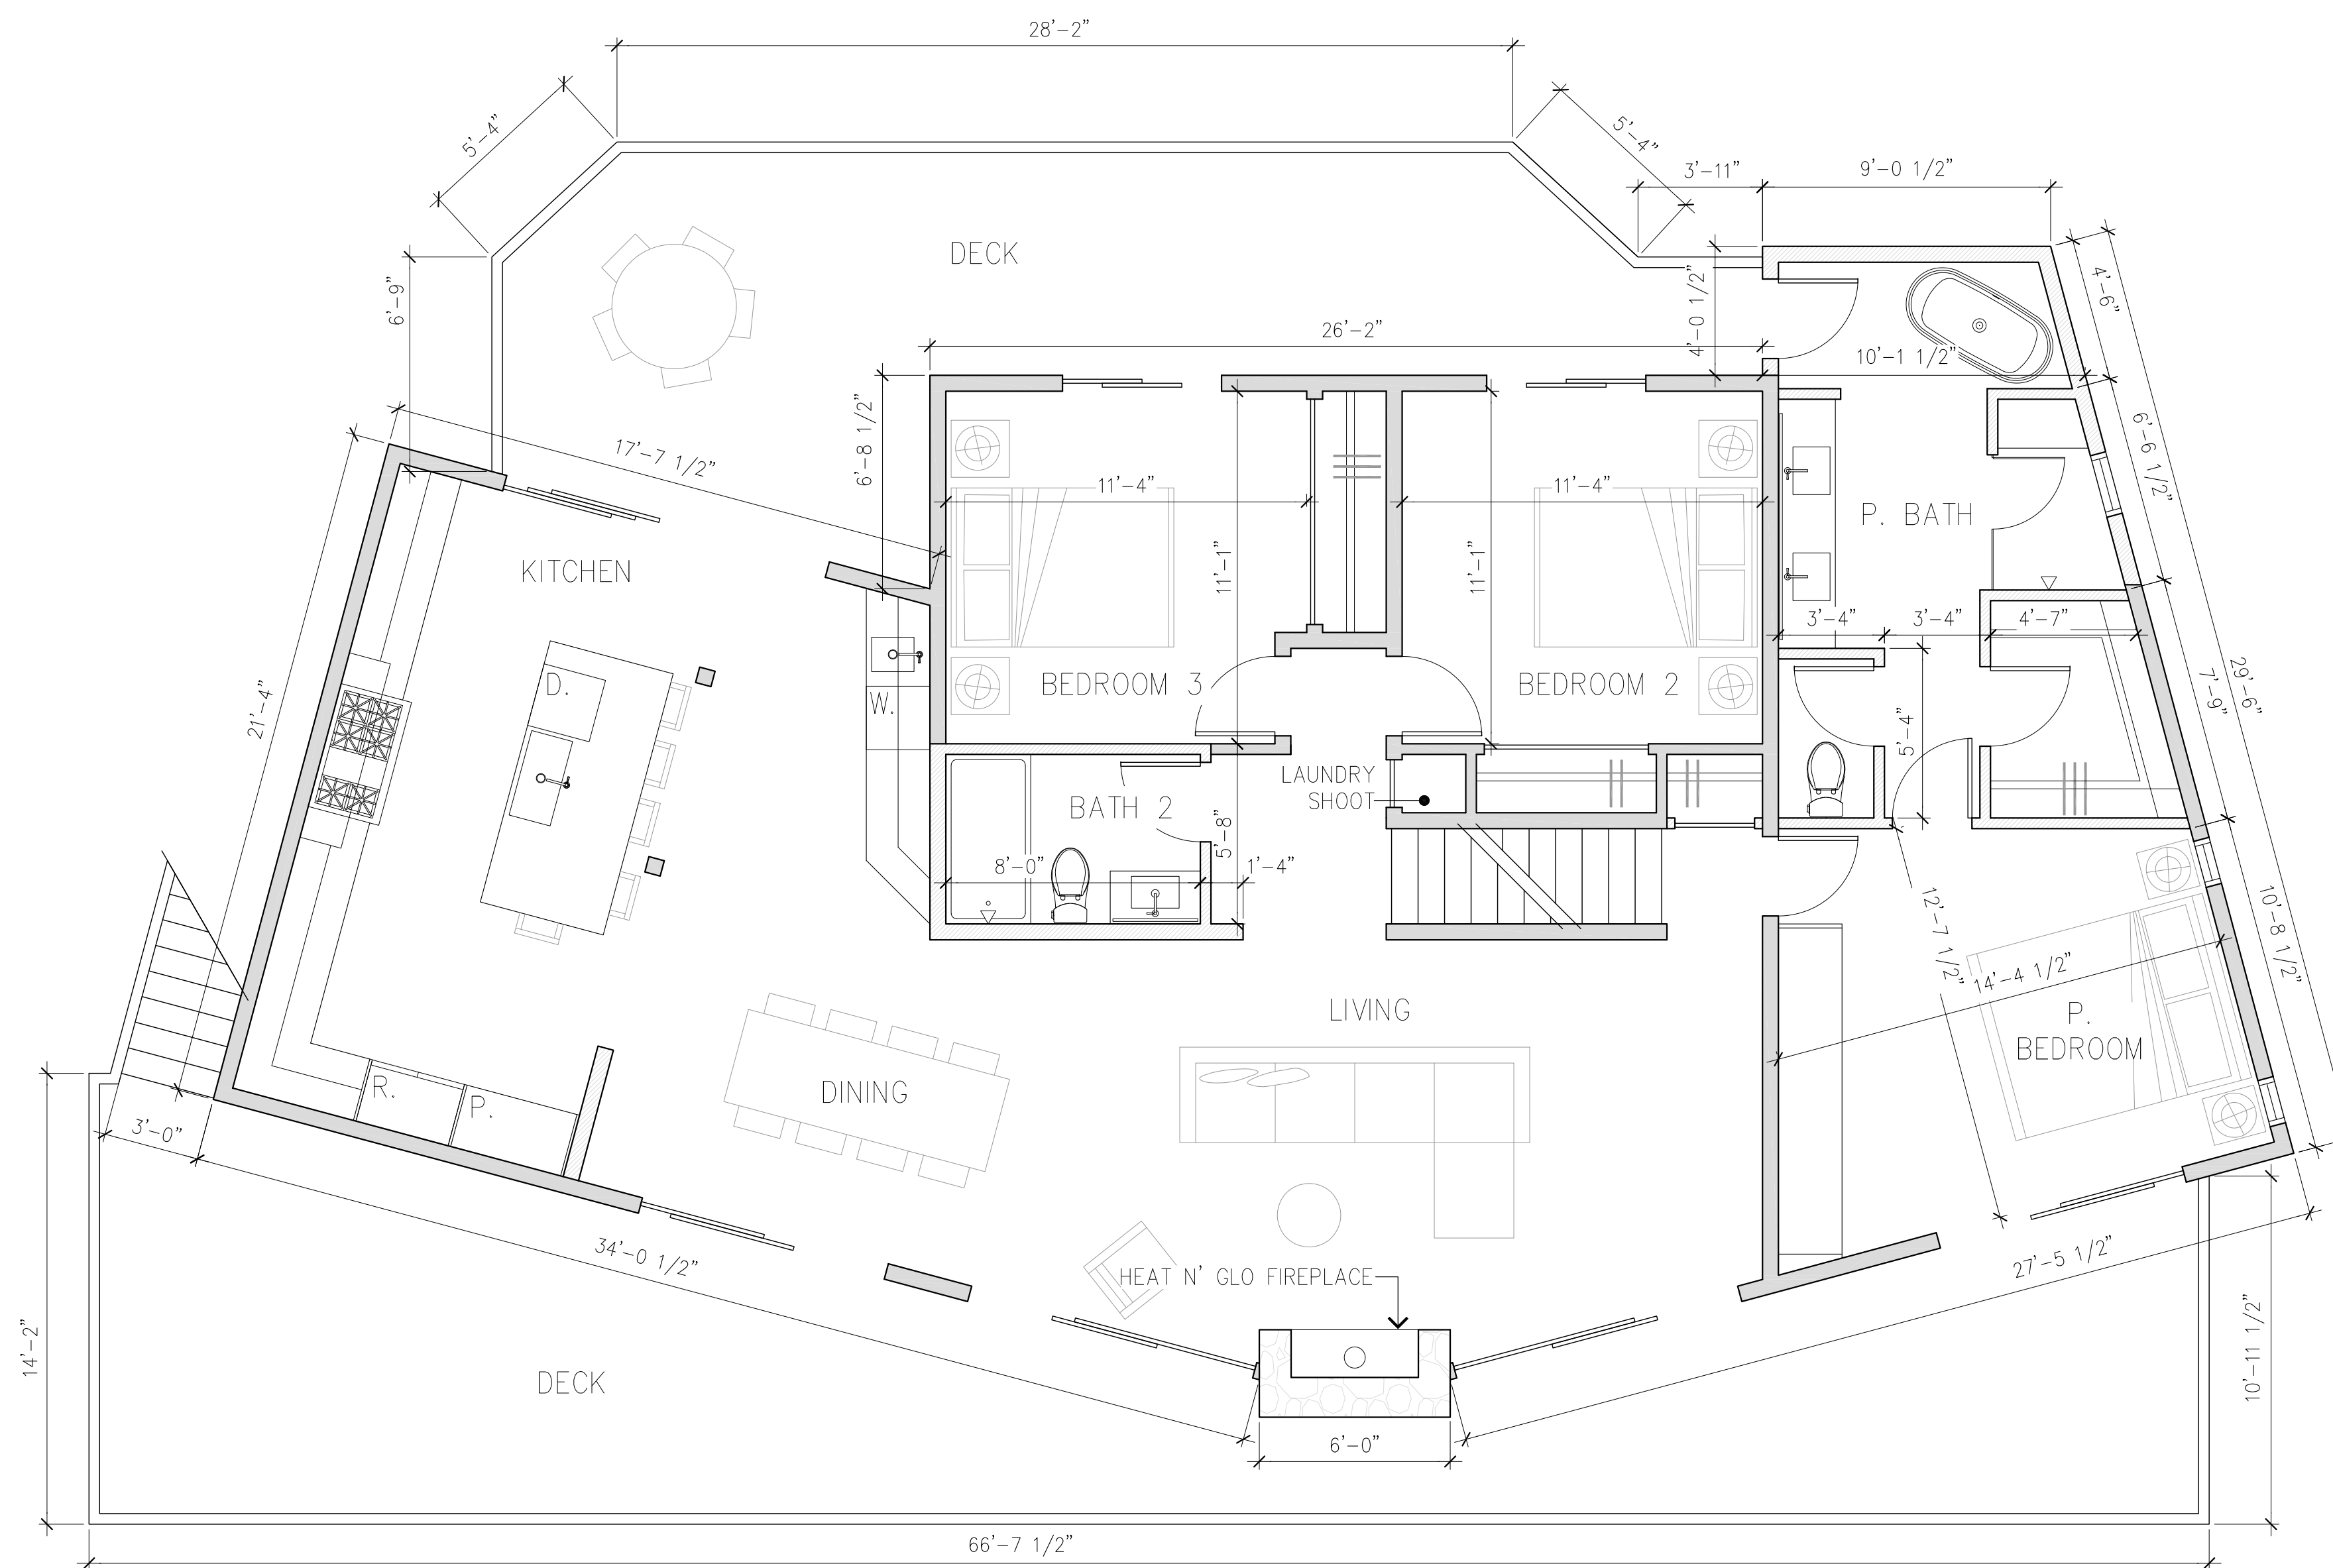 28’-2”
5’-4”
5’-4”
3’-11”
9’-0 1/2”
DECK
6’-9”
4’-0 1/2”
4’-6”
26’-2”
10’-1 1/2”
6’-8 1/2”
17’-7 1/2”
6’-6 1/2”
11’-4”
11’-4”
P. BATH
KITCHEN
11’-1”
11’-1”
3’-4”
3’-4”
4’-7”
21’-4”
D.
W.
BEDROOM 3
BEDROOM 2
5’-4”
7’-9”
29’-6”
LAUNDRY
SHOOT
BATH 2
5’-8”
8’-0”
1’-4”
12’-7 1/2”
10’-8 1/2”
14’-4 1/2”
LIVING
P.
BEDROOM
R.
P.
DINING
3’-0”
34’-0 1/2”
HEAT N’ GLO FIREPLACE
27’-5 1/2”
14’-2”
10’-11 1/2”
DECK
6’-0”
66’-7 1/2”